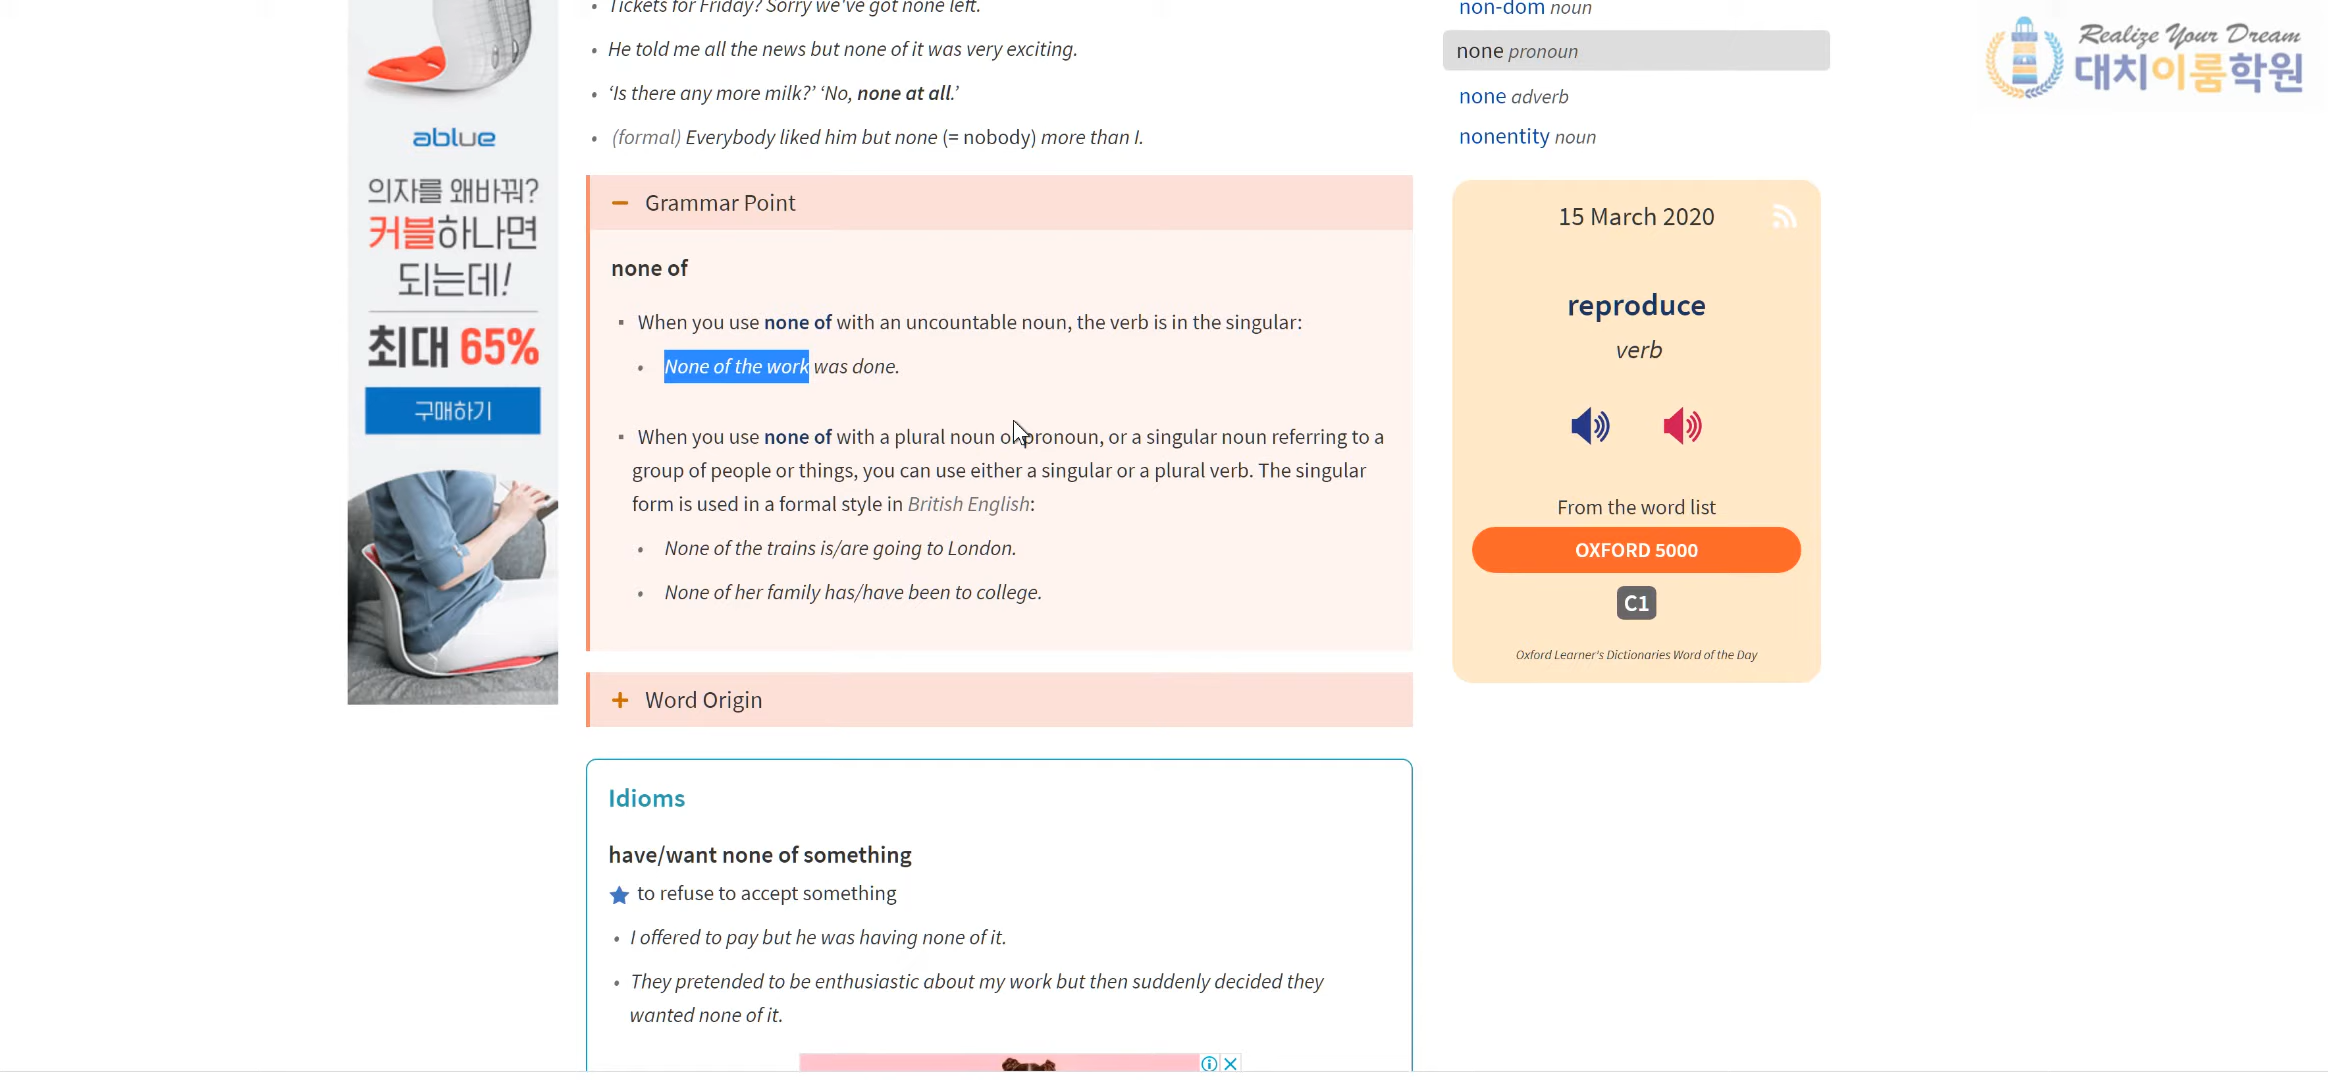 Tickets for Friday? Sorry we've got none left.
He told me all the news but none of it was very exciting.
‘Is there any more milk?’ ‘No, none at all.’
(formal) Everybody liked him but none (= nobody) more than I.
Grammar Point
none of
When you use none of with an uncountable noun, the verb is in the singular:
None of the work was done.
When you use none of with a plural noun or pronoun, or a singular noun referring to a
group of people or things, you can use either a singular or a plural verb. The singular
form is used in a formal style in British English:
None of the trains is/are going to London.
None of her family has/have been to college.
Word Origin
Idioms
have/want none of something
to refuse to accept something
I offered to pay but he was having none of it.
They pretended to be enthusiastic about my work but then suddenly decided they
wanted none of it.
ablue
의자를 왜바꿔?
커블하나면
되는데!
최대 65%
구매하기
non-dom noun
none pronoun
none adverb
nonentity noun
15 March 2020
reproduce
verb
From the word list
OXFORD 5000
C1
Oxford Learner's Dictionaries Word of the Day
Realize Your Dream
대치이룸학원